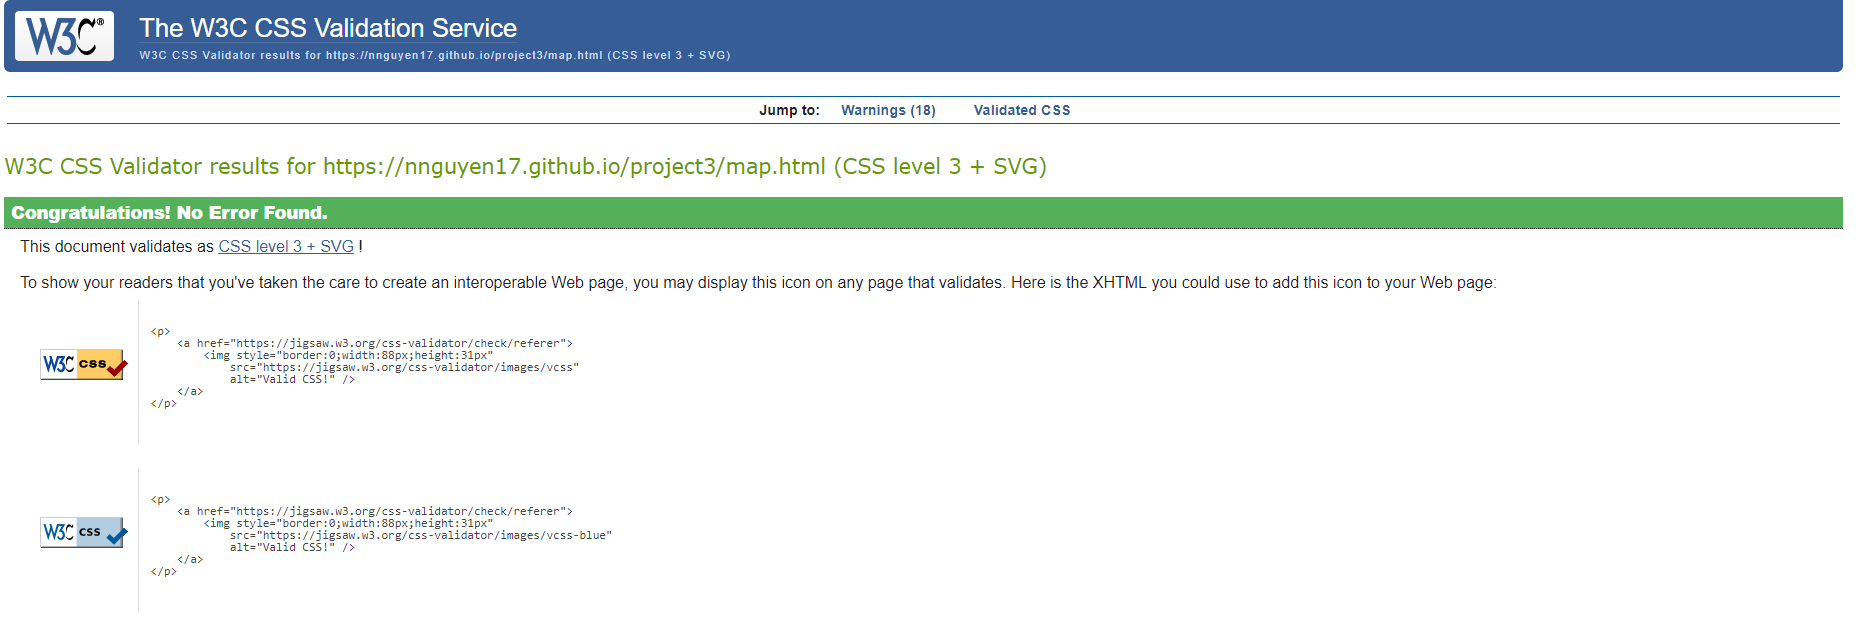 W3C® The W3C CSS Validation Service
W3C CSS Validator results for https://nnguyen17.github.io/project3/map.html (CSS level 3 + SVG)
Jump to: Warnings (18) Validated CSS
W3C CSS Validator results for https://nnguyen17.github.io/project3/map.html (CSS level 3 + SVG)
Congratulations! No Error Found.
This document validates as CSS level 3 + SVG !
To show your readers that you've taken the care to create an interoperable Web page, you may display this icon on any page that validates. Here is the XHTML you could use to add this icon to your Web page:
W3C css
<p>
    <a href="https://jigsaw.w3.org/css-validator/check/referer">
        <img style="border:0;width:88px;height:31px"
            src="https://jigsaw.w3.org/css-validator/images/vcss"
            alt="Valid CSS!" />
    </a>
</p>
W3C css
<p>
    <a href="https://jigsaw.w3.org/css-validator/check/referer">
        <img style="border:0;width:88px;height:31px"
            src="https://jigsaw.w3.org/css-validator/images/vcss-blue"
            alt="Valid CSS!" />
    </a>
</p>